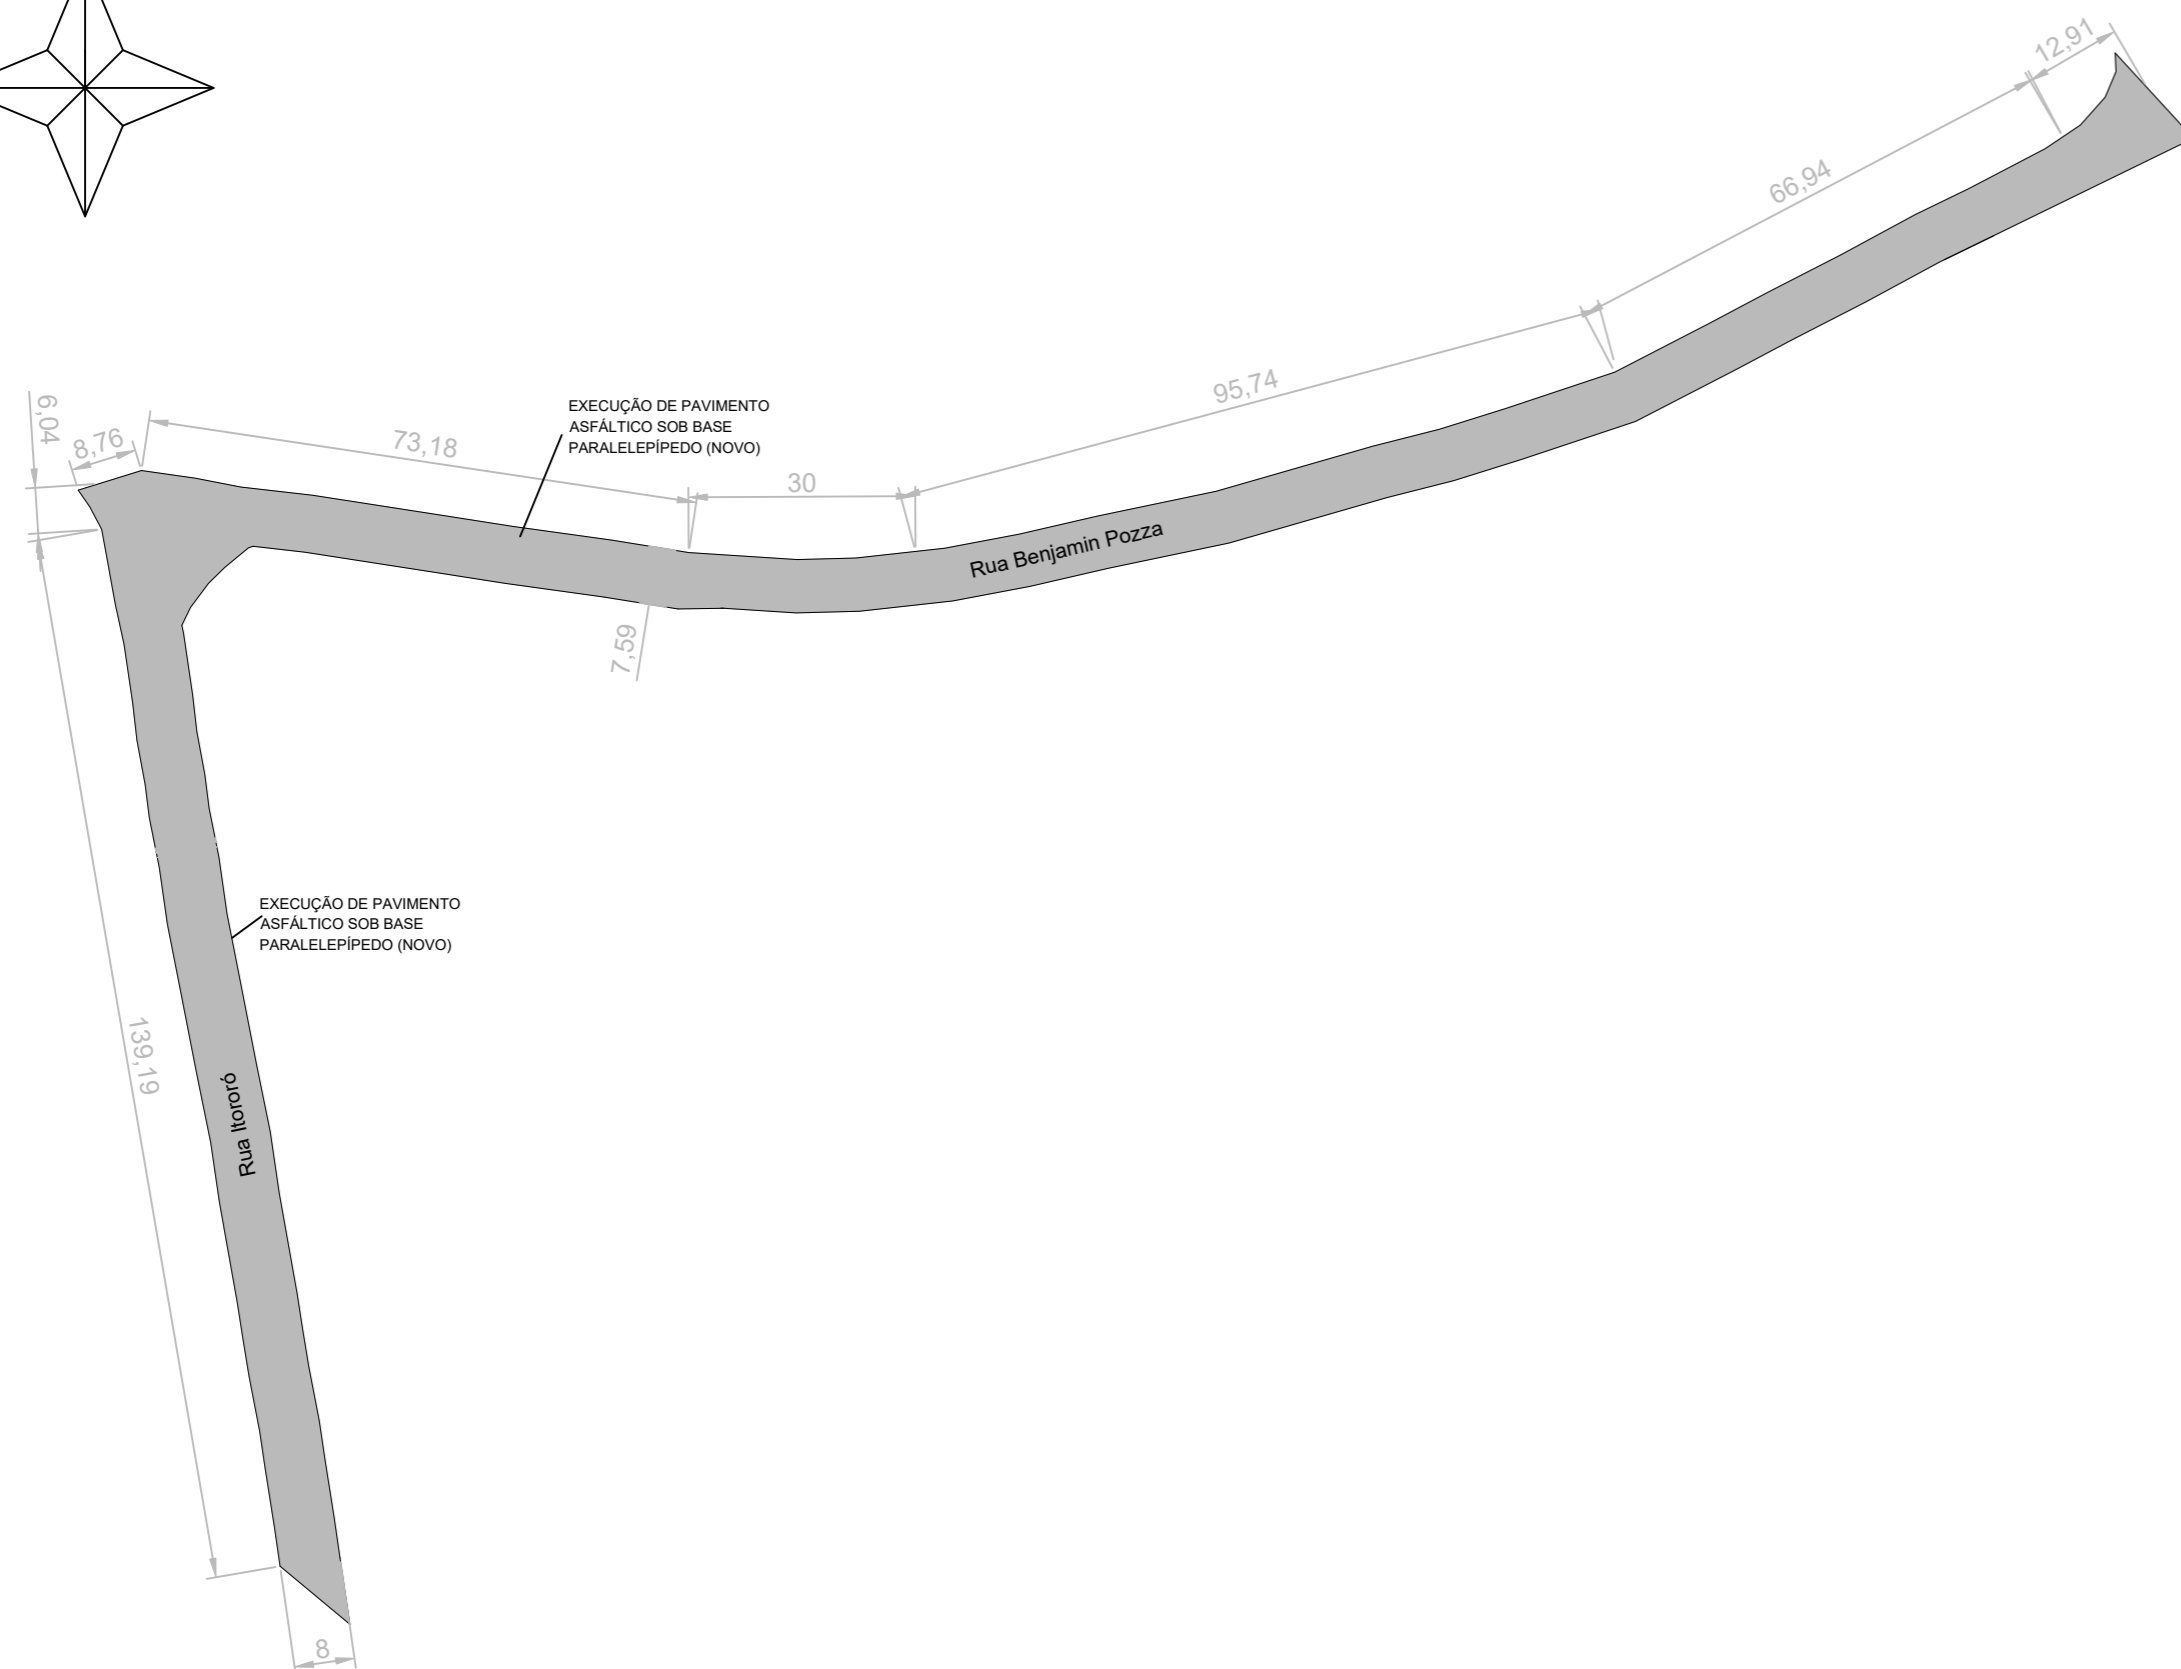 12,91
66,94
95,74
6,04
8,76
73,18
EXECUÇÃO DE PAVIMENTO
ASFÁLTICO SOB BASE
PARALELEPÍPEDO (NOVO)
30
Rua Benjamin Pozza
7,59
EXECUÇÃO DE PAVIMENTO
ASFÁLTICO SOB BASE
PARALELEPÍPEDO (NOVO)
139,19
Rua Itororó
8